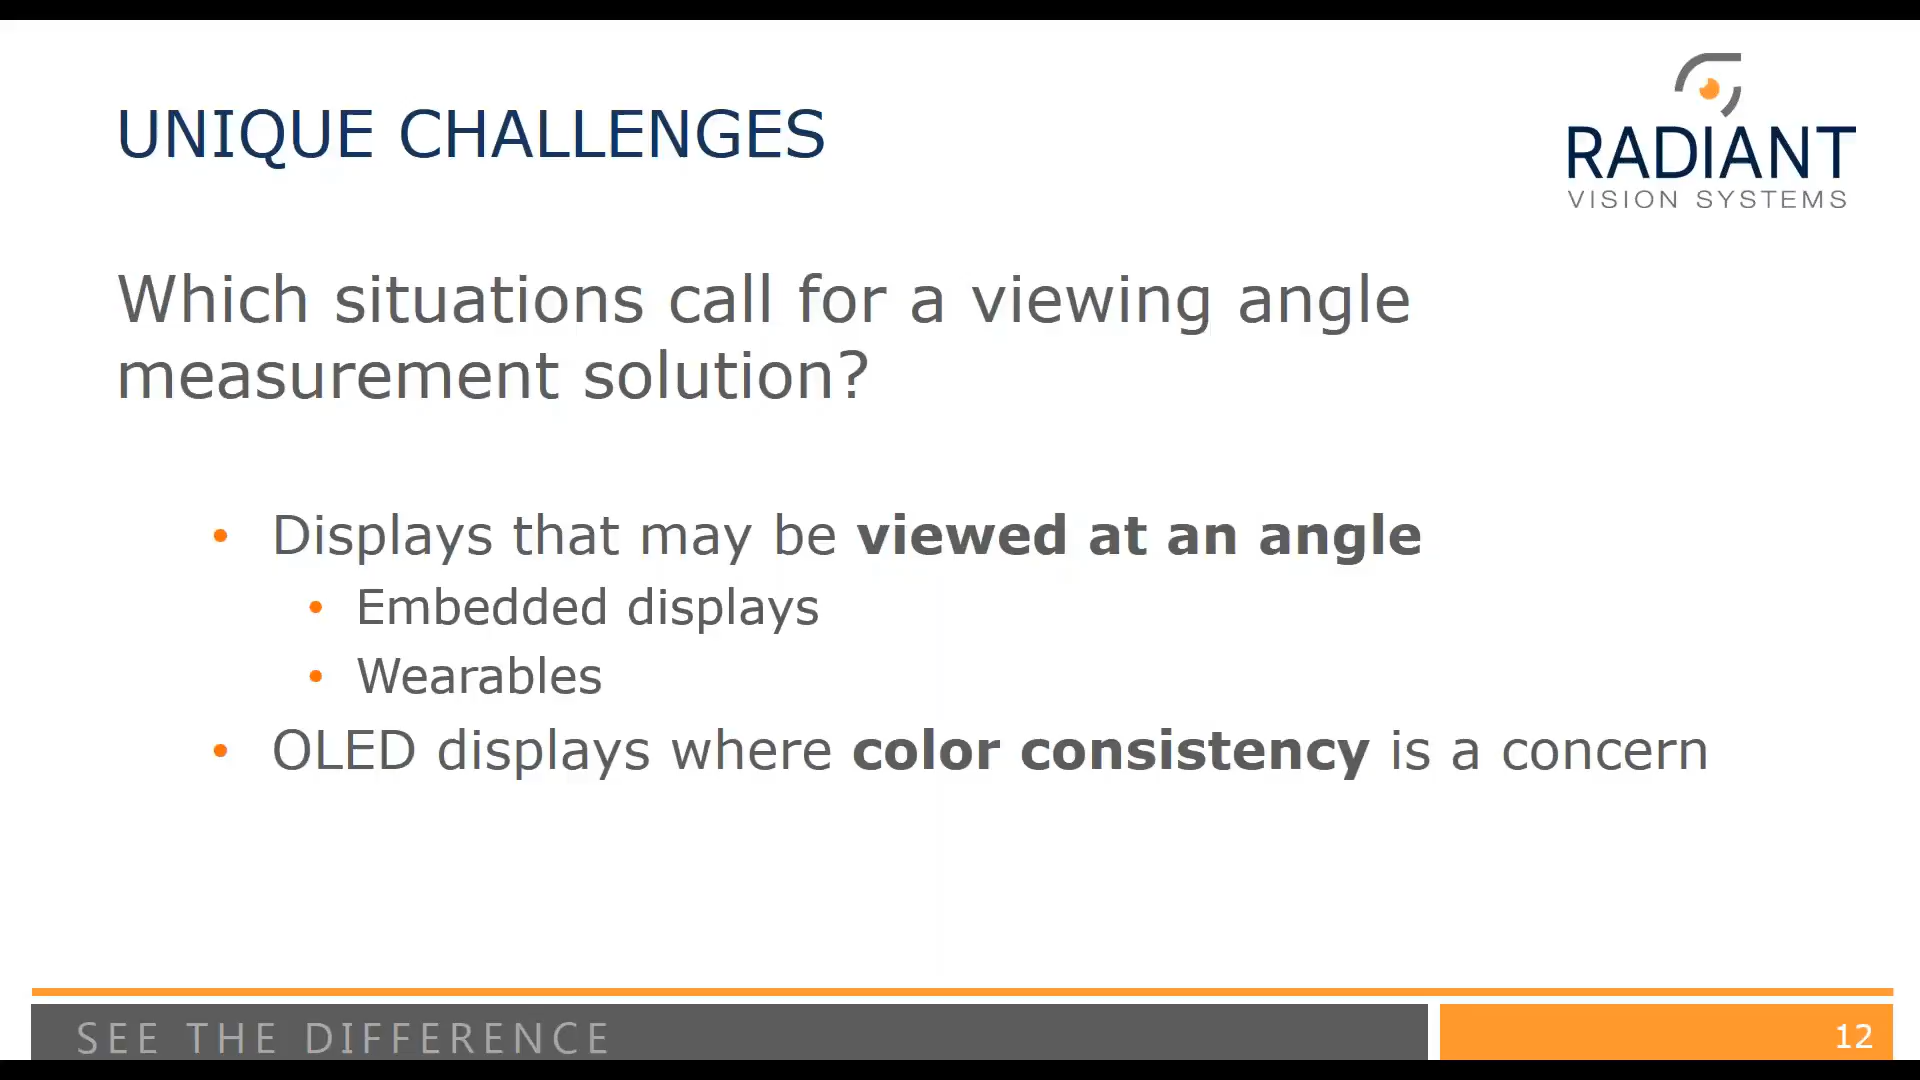 UNIQUE CHALLENGES
RADIANT
VISION SYSTEMS
Which situations call for a viewing angle
measurement solution?
• Displays that may be viewed at an angle
• Embedded displays
• Wearables
• OLED displays where color consistency is a concern
SEE THE DIFFERENCE
12